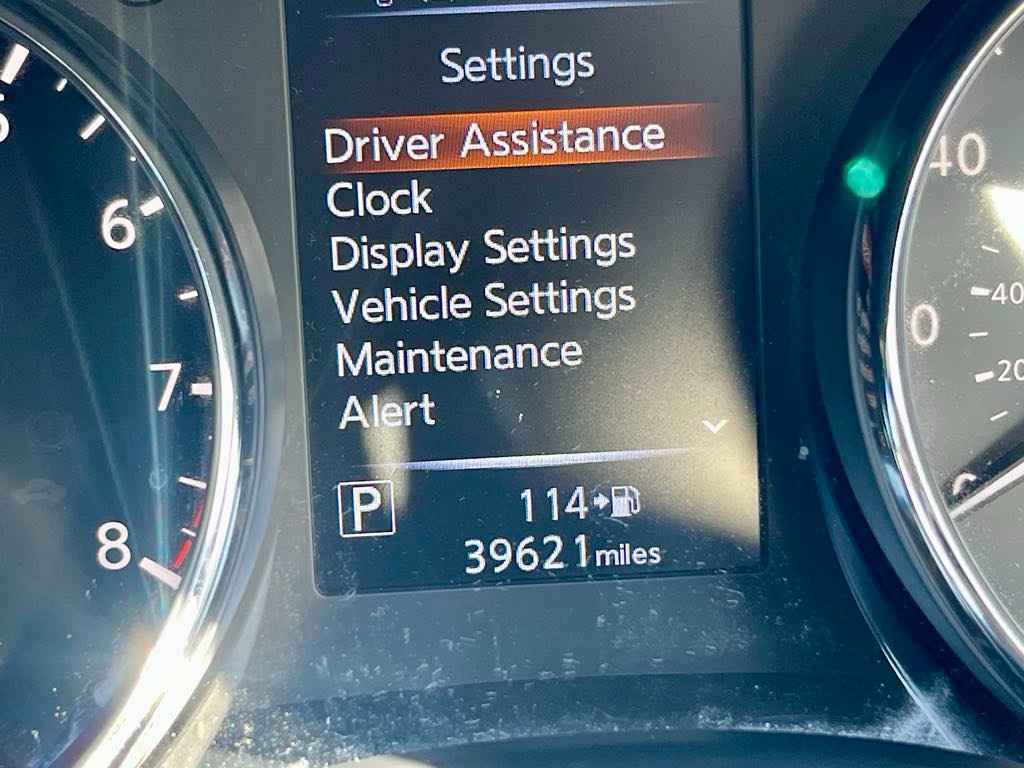 Settings
Driver Assistance
Clock
Display Settings
Vehicle Settings
Maintenance
Alert
P
114
39621 miles
6
7
8
40
0
40
20